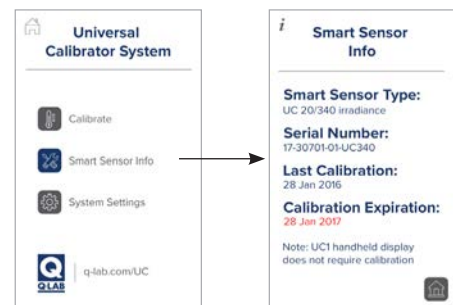 Universal
Calibrator System
Calibrate
Smart Sensor Info
System Settings
Q
Q-LAB
q-lab.com/UC
i
Smart Sensor
Info
Smart Sensor Type:
UC 20/340 irradiance
Serial Number:
17-30701-01-UC340
Last Calibration:
28 Jan 2016
Calibration Expiration:
28 Jan 2017
Note: UC1 handheld display
does not require calibration